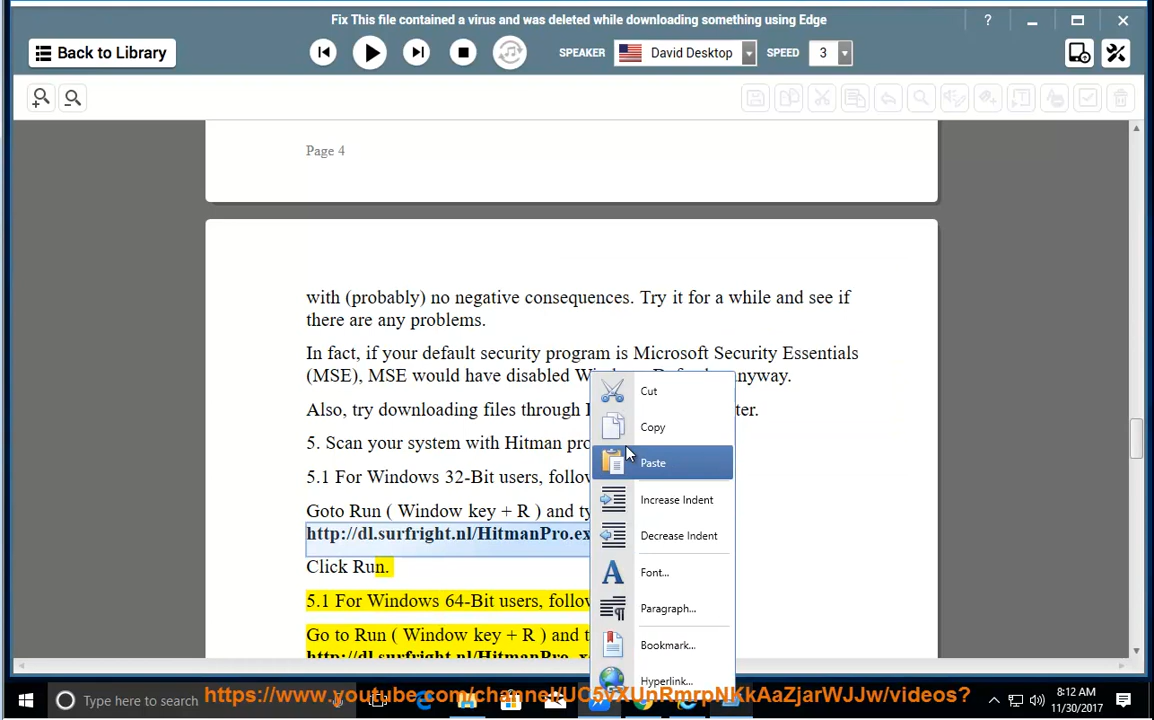 Fix This file contained a virus and was deleted while downloading something using Edge
?
Back to Library
SPEAKER
David Desktop
SPEED
3
Page 4
with (probably) no negative consequences. Try it for a while and see if
there are any problems.
In fact, if your default security program is Microsoft Security Essentials
(MSE), MSE would have disabled anyway.
Also, try downloading files through
5. Scan your system with Hitman pro
5.1 For Windows 32-Bit users, follow
Goto Run ( Window key + R ) and ty
http://dl.surfright.nl/HitmanPro.ex
Click Run.
5.1 For Windows 64-Bit users, follow
Go to Run ( Window key + R ) and t
Cut
Copy
Paste
Increase Indent
Decrease Indent
Font...
Paragraph...
Bookmark...
Hyperlink...
Type here to search
https://www.youtube.com/channel/UC5vXUnRmrpNKkAaZjarWJJw/videos?
8:12 AM
11/30/2017